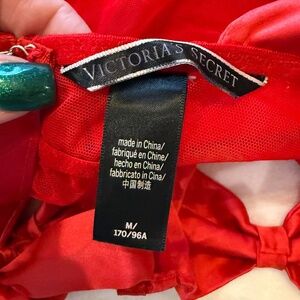 VICTORIA'S SECRET
made in China/
fabriqué en Chine/
hecho en China/
fabbricato in Cina/
中国制造
M/
170/96A